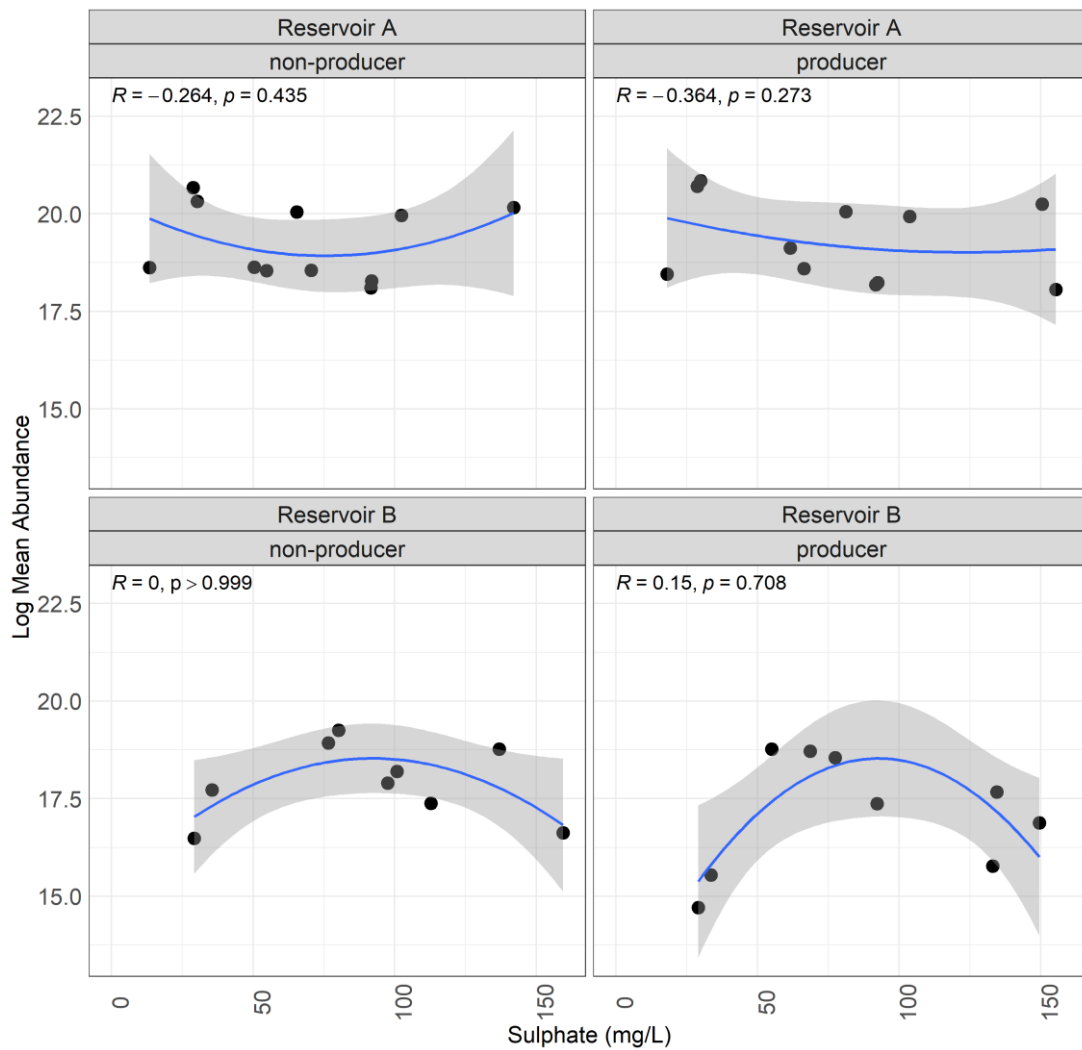 Reservoir A
non-producer
R = −0.264, p = 0.435
Reservoir A
producer
R = −0.364, p = 0.273
22.5
20.0
17.5
15.0
Log Mean Abundance
Reservoir B
non-producer
R = 0, p > 0.999
Reservoir B
producer
R = 0.15, p = 0.708
22.5
20.0
17.5
15.0
0
50
100
150
0
50
100
150
Sulphate (mg/L)